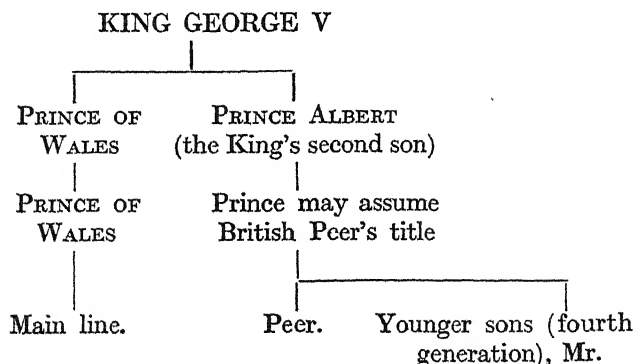 KING GEORGE V
PRINCE OF WALES
PRINCE ALBERT
(the King's second son)
PRINCE OF WALES
Prince may assume
British Peer's title
Main line.
Peer.
Younger sons (fourth
generation), Mr.